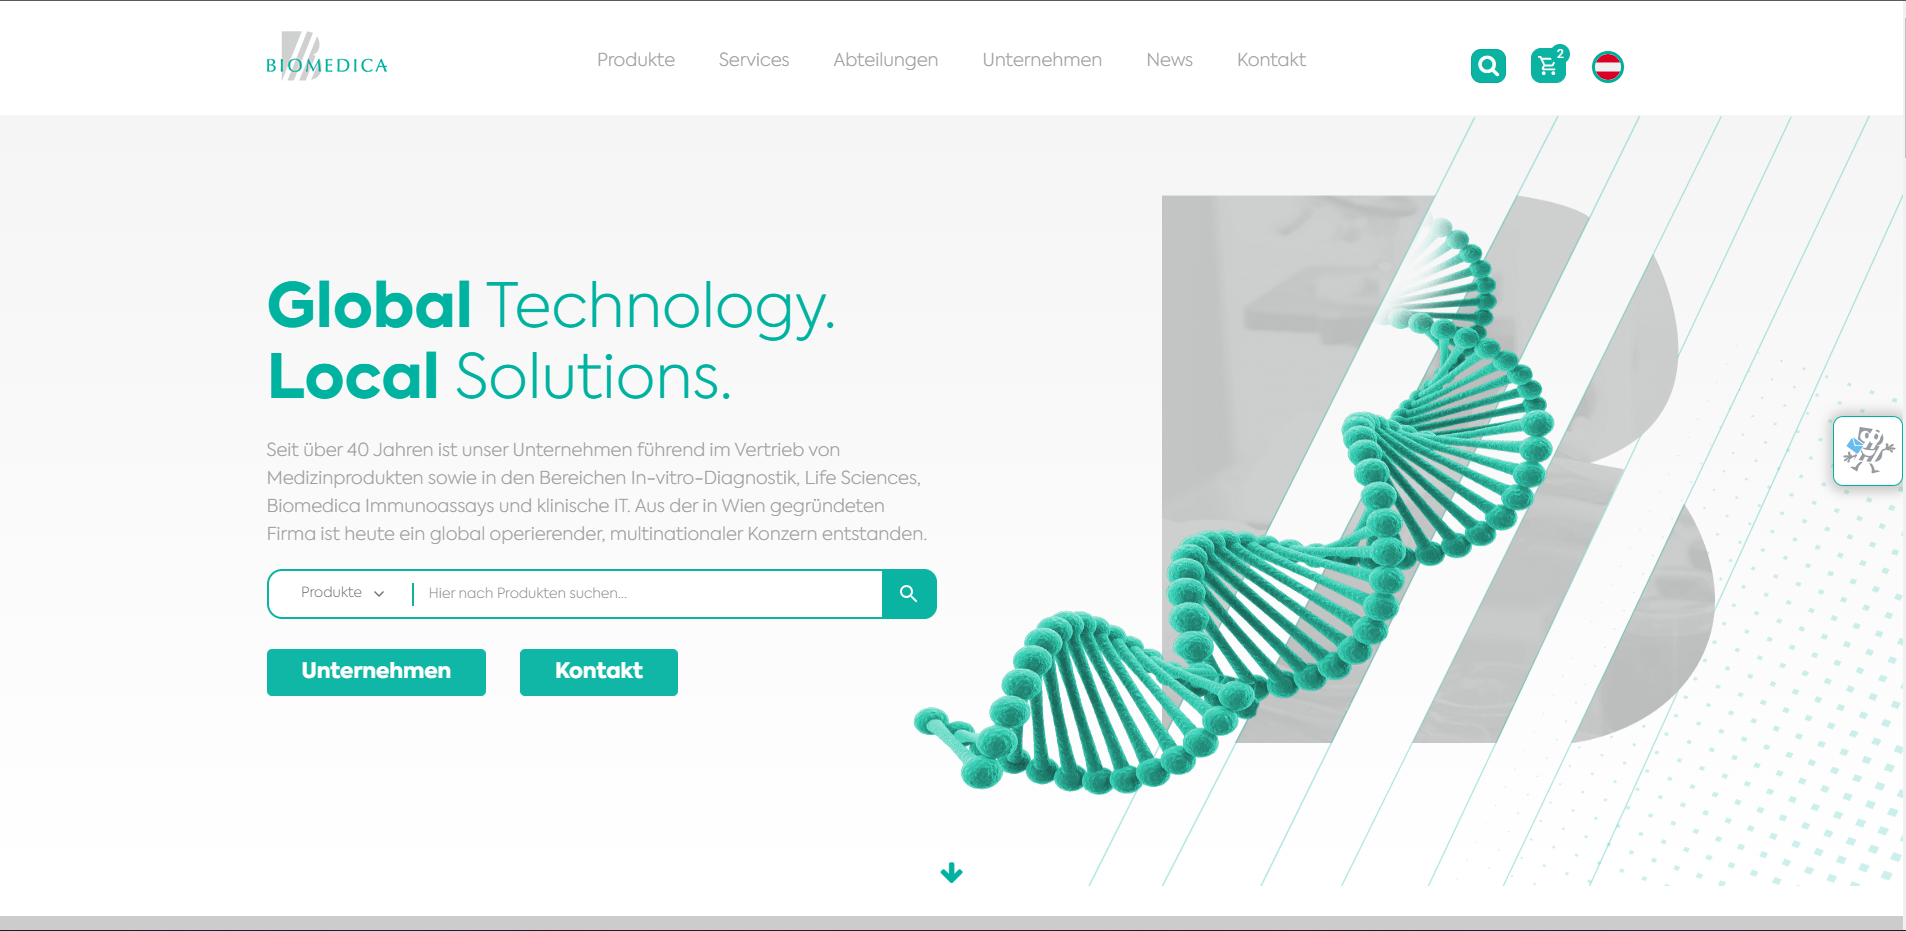 BIOMEDICA
Produkte
Services
Abteilungen
Unternehmen
News
Kontakt
2
Global Technology.
Local Solutions.
Seit über 40 Jahren ist unser Unternehmen führend im Vertrieb von
Medizinprodukten sowie in den Bereichen In-vitro-Diagnostik, Life Sciences,
Biomedica Immunoassays und klinische IT. Aus der in Wien gegründeten
Firma ist heute ein global operierender, multinationaler Konzern entstanden.
Produkte
Hier nach Produkten suchen...
Unternehmen
Kontakt